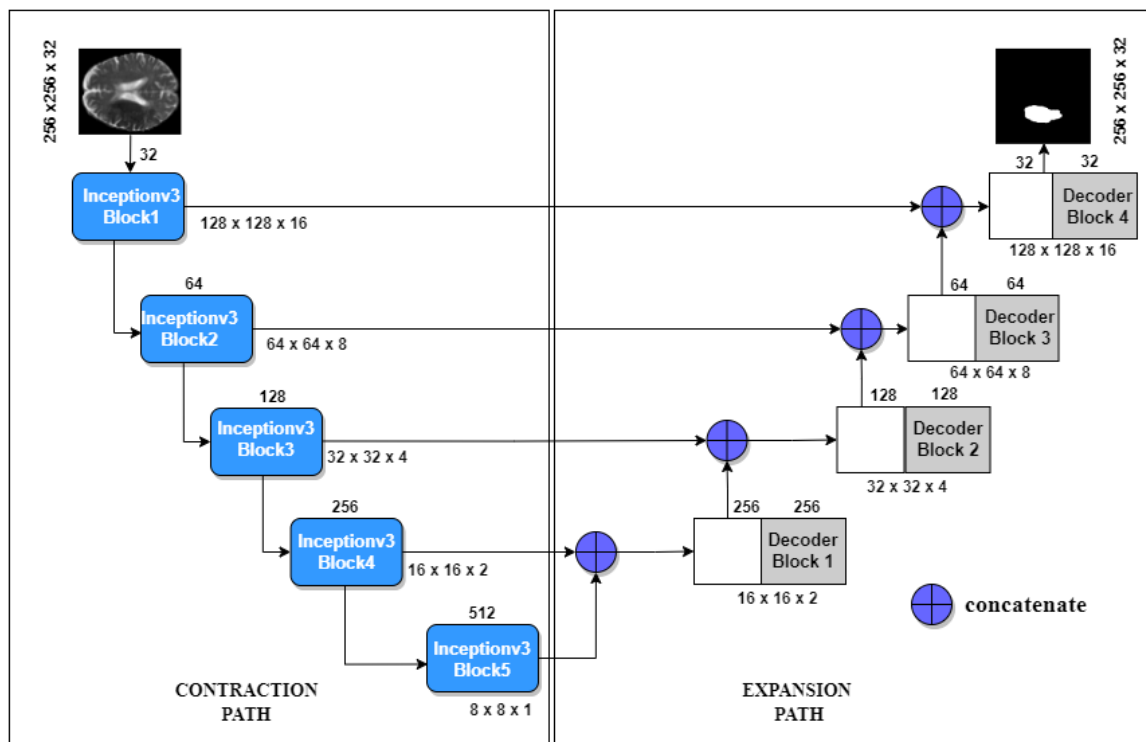 256 x256 x 32
32
Inceptionv3
Block1
128 x 128 x 16
64
Inceptionv3
Block2
64 x 64 x 8
128
Inceptionv3
Block3
32 x 32 x 4
256
Inceptionv3
Block4
16 x 16 x 2
512
Inceptionv3
Block5
8 x 8 x 1
CONTRACTION
PATH
256 x 256 x 32
32 32
Decoder
Block 4
128 x 128 x 16
64 64
Decoder
Block 3
64 x 64 x 8
128 128
Decoder
Block 2
32 x 32 x 4
256 256
Decoder
Block 1
16 x 16 x 2
concatenate
EXPANSION
PATH